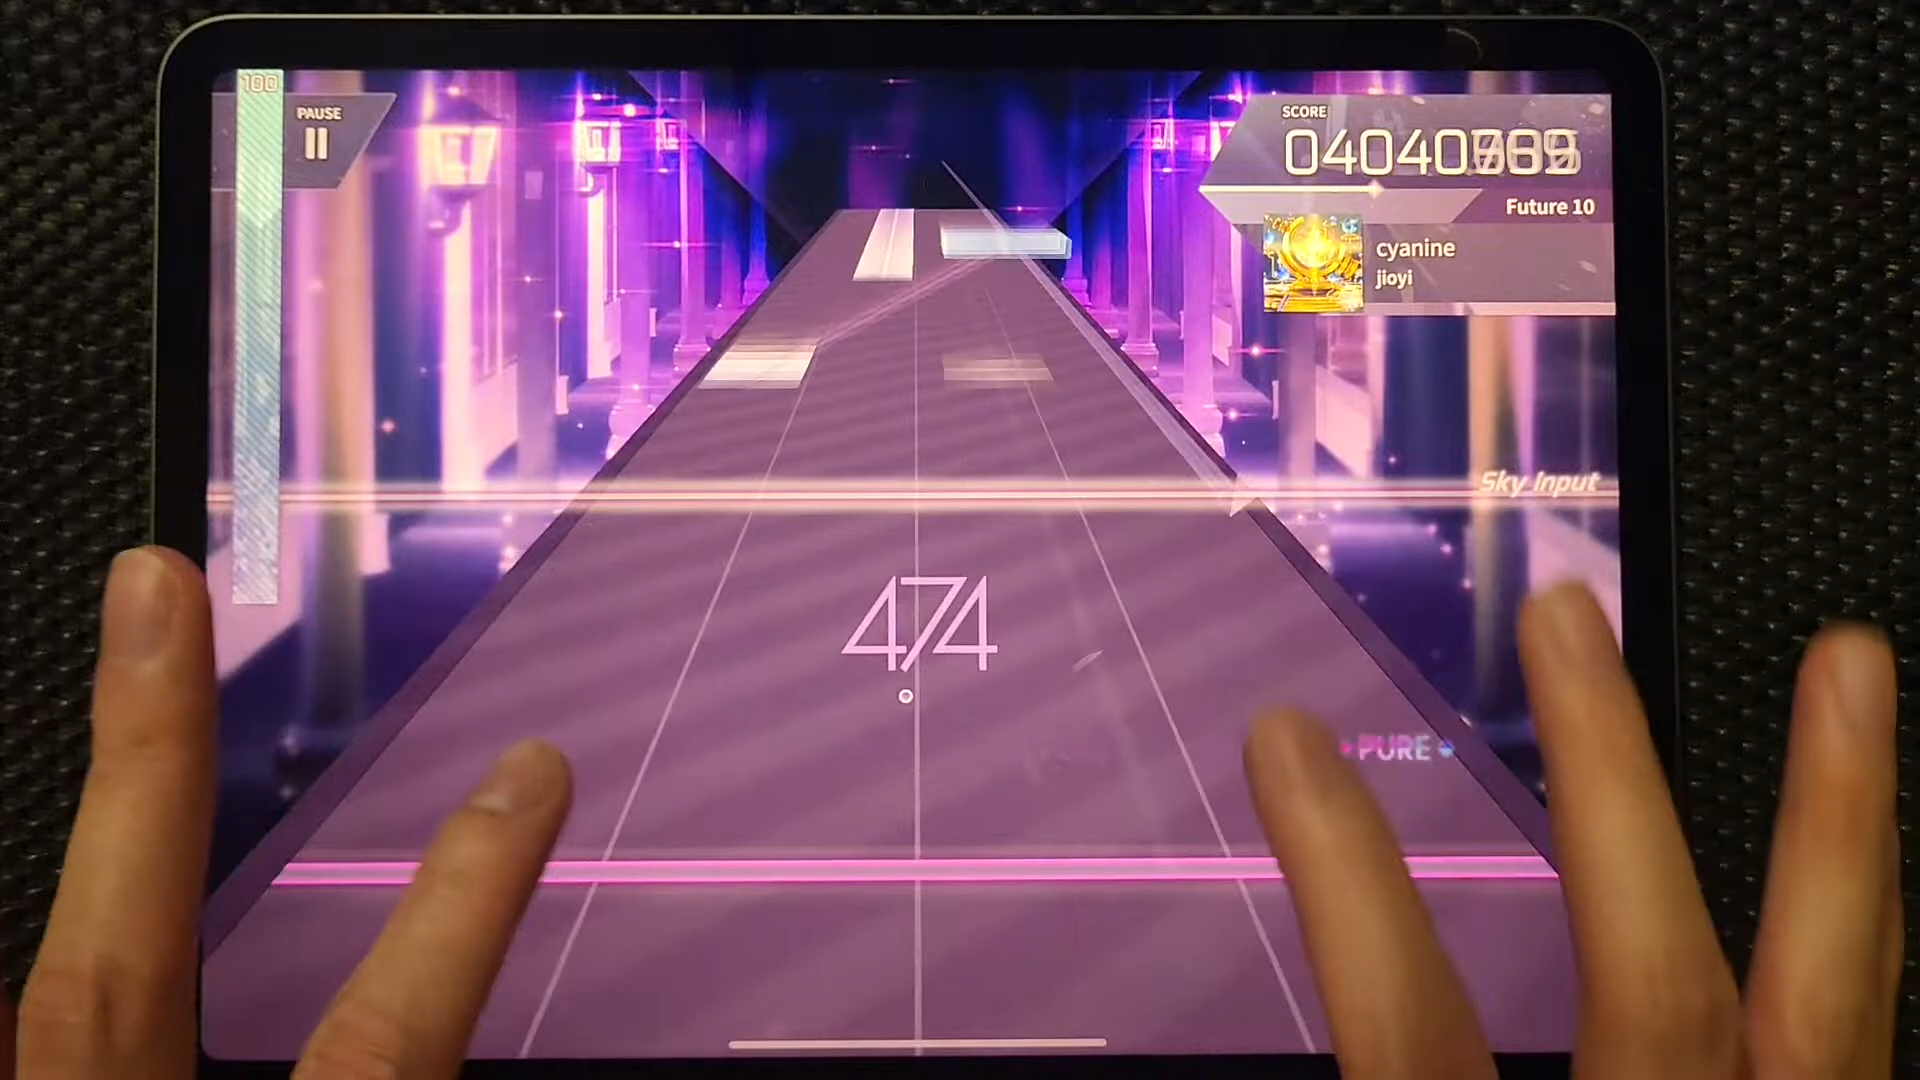 100
PAUSE
SCORE
Future 10
cyanine
jioyi
Sky Input
474
PURE